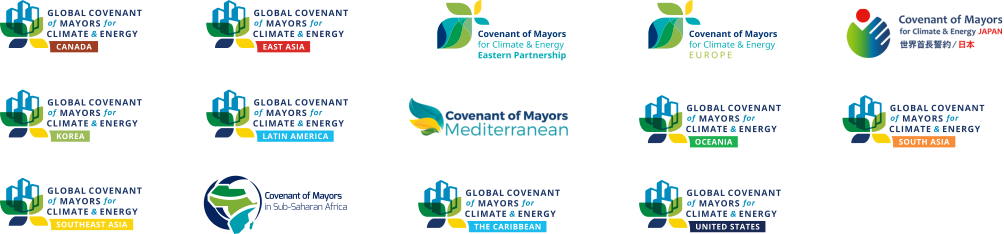 GLOBAL COVENANT
of MAYORS for
CLIMATE & ENERGY
CANADA
GLOBAL COVENANT
of MAYORS for
CLIMATE & ENERGY
EAST ASIA
Covenant of Mayors
for Climate & Energy
Eastern Partnership
Covenant of Mayors
for Climate & Energy
EUROPE
Covenant of Mayors
for Climate & Energy JAPAN
世界首長誓約/日本
GLOBAL COVENANT
of MAYORS for
CLIMATE & ENERGY
KOREA
GLOBAL COVENANT
of MAYORS for
CLIMATE & ENERGY
LATIN AMERICA
Covenant of Mayors
Mediterranean
GLOBAL COVENANT
of MAYORS for
CLIMATE & ENERGY
OCEANIA
GLOBAL COVENANT
of MAYORS for
CLIMATE & ENERGY
SOUTH ASIA
GLOBAL COVENANT
of MAYORS for
CLIMATE & ENERGY
SOUTHEAST ASIA
Covenant of Mayors
in Sub-Saharan Africa
GLOBAL COVENANT
of MAYORS for
CLIMATE & ENERGY
THE CARIBBEAN
GLOBAL COVENANT
of MAYORS for
CLIMATE & ENERGY
UNITED STATES